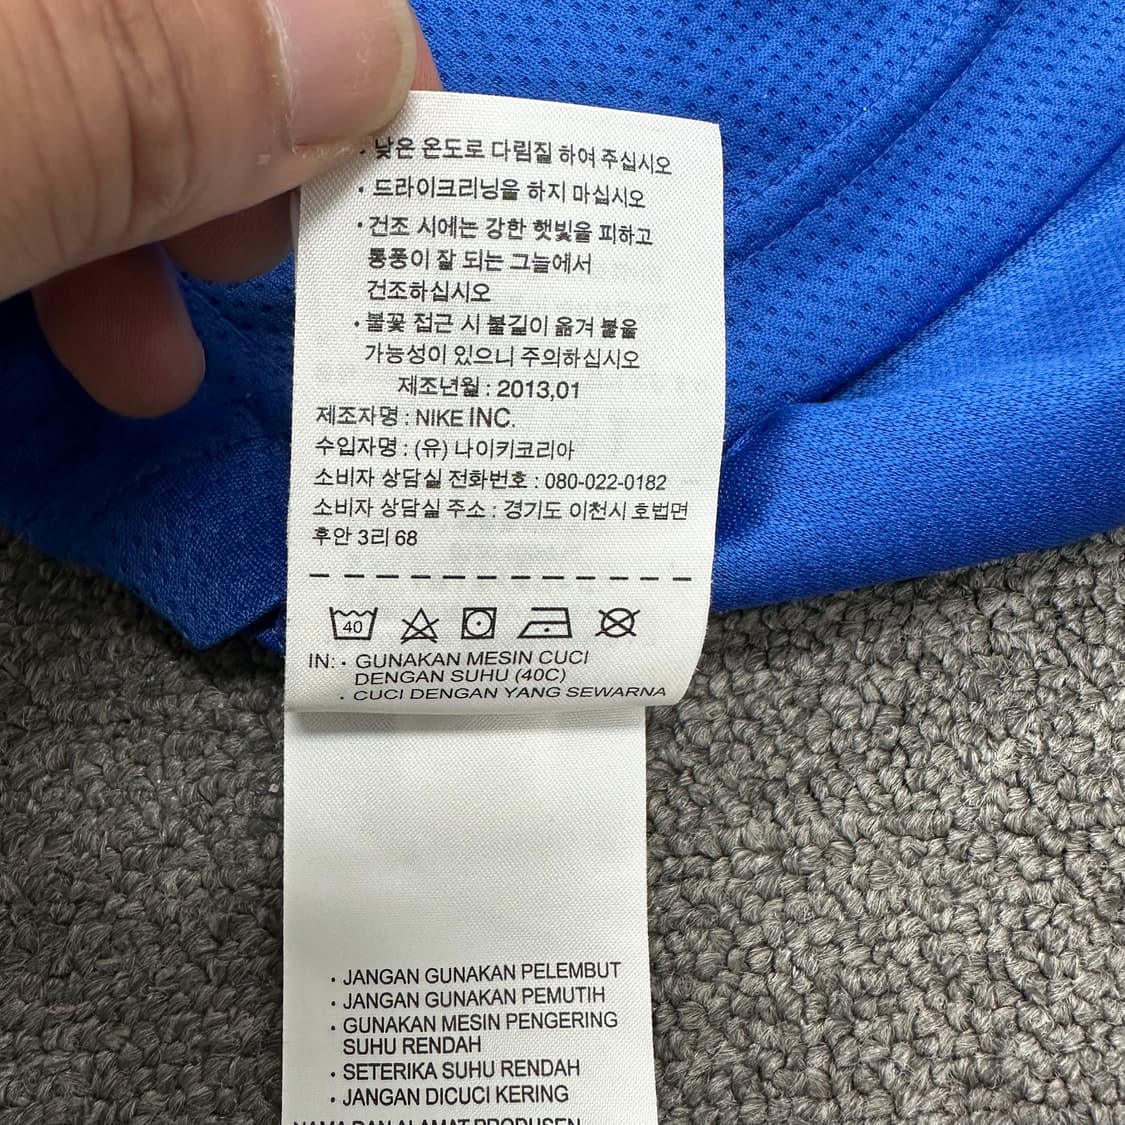 · 낮은 온도로 다림질 하여 주십시오
· 드라이크리닝을 하지 마십시오
· 건조 시에는 강한 햇빛을 피하고
통풍이 잘 되는 그늘에서
건조하십시오
· 불꽃 접근 시 불길이 옮겨 붙을
가능성이 있으니 주의하십시오
제조년월 : 2013,01
제조자명 : NIKE INC.
수입자명 : (유) 나이키코리아
소비자 상담실 전화번호 : 080-022-0182
소비자 상담실 주소 : 경기도 이천시 호법면
후안 3리 68
40
IN: · GUNAKAN MESIN CUCI
DENGAN SUHU (40C)
· CUCI DENGAN YANG SEWARNA
· JANGAN GUNAKAN PELEMBUT
· JANGAN GUNAKAN PEMUTIH
· GUNAKAN MESIN PENGERING
SUHU RENDAH
· SETERIKA SUHU RENDAH
· JANGAN DICUCI KERING
NAMA DAN ALAMAT PRODUSEN